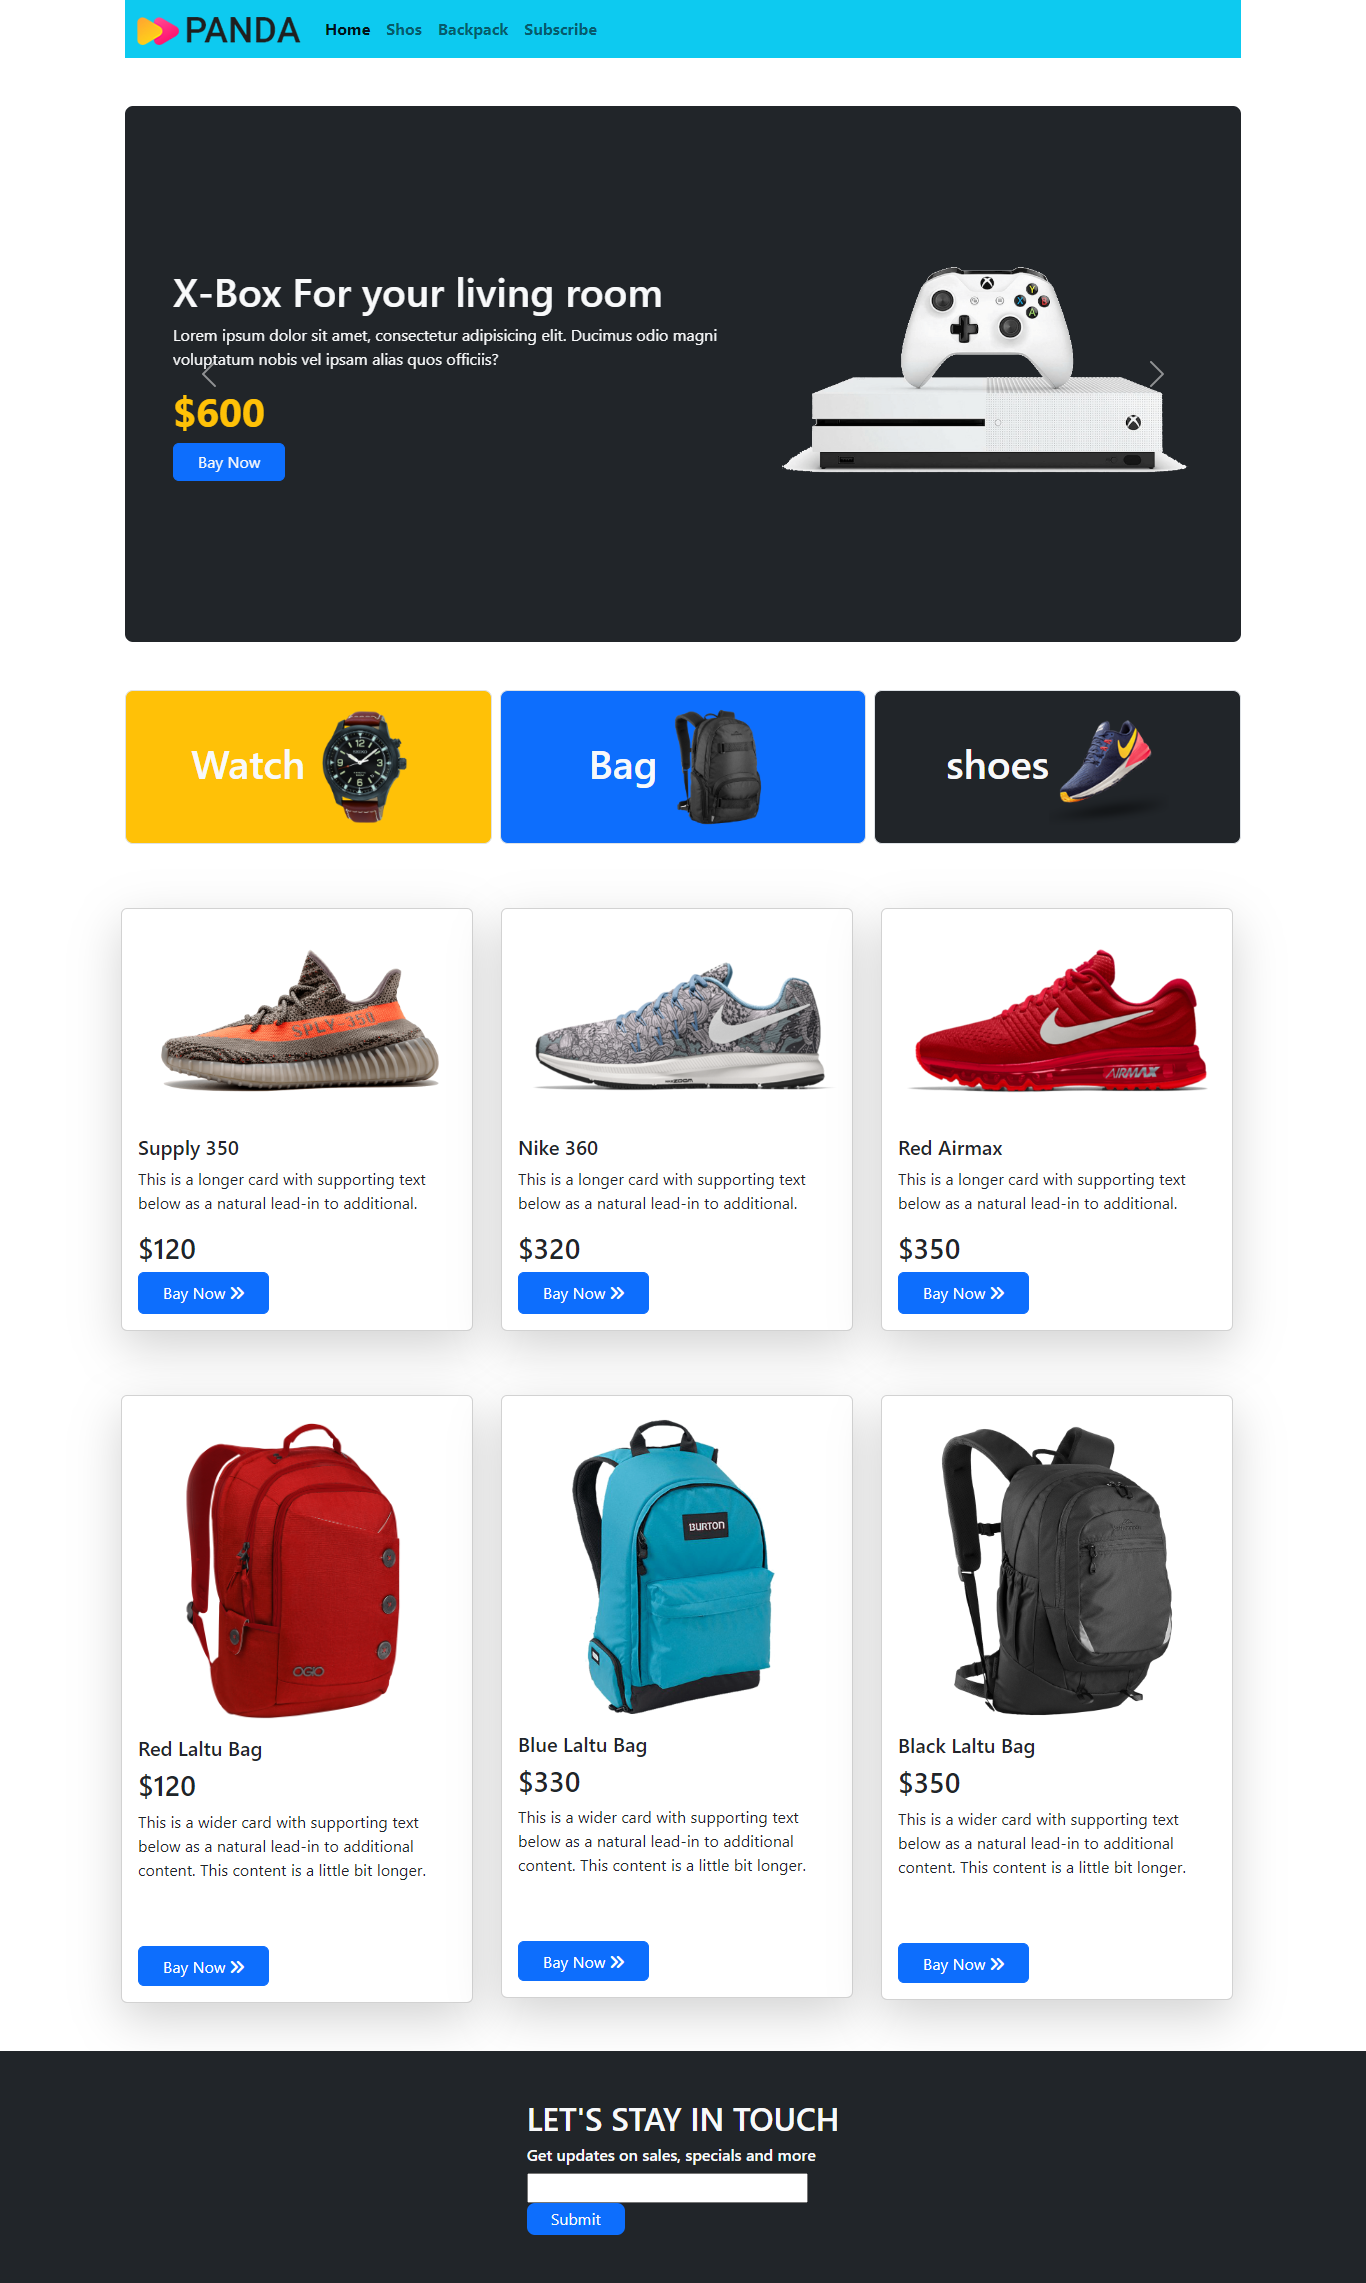 PANDA Home Shos Backpack Subscribe
X-Box For your living room
Lorem ipsum dolor sit amet, consectetur adipisicing elit. Ducimus odio magni
voluptatum nobis vel ipsam alias quos officiis?
$600
Bay Now
Y
X B
A
Watch
Bag
shoes
SPLY-350
Supply 350
This is a longer card with supporting text
below as a natural lead-in to additional.
$120
Bay Now
ZOOM
Nike 360
This is a longer card with supporting text
below as a natural lead-in to additional.
$320
Bay Now
AIRMAX
Red Airmax
This is a longer card with supporting text
below as a natural lead-in to additional.
$350
Bay Now
OGIO
Red Laltu Bag
$120
This is a wider card with supporting text
below as a natural lead-in to additional
content. This content is a little bit longer.
Bay Now
BURTON
Blue Laltu Bag
$330
This is a wider card with supporting text
below as a natural lead-in to additional
content. This content is a little bit longer.
Bay Now
Black Laltu Bag
$350
This is a wider card with supporting text
below as a natural lead-in to additional
content. This content is a little bit longer.
Bay Now
LET'S STAY IN TOUCH
Get updates on sales, specials and more
Submit